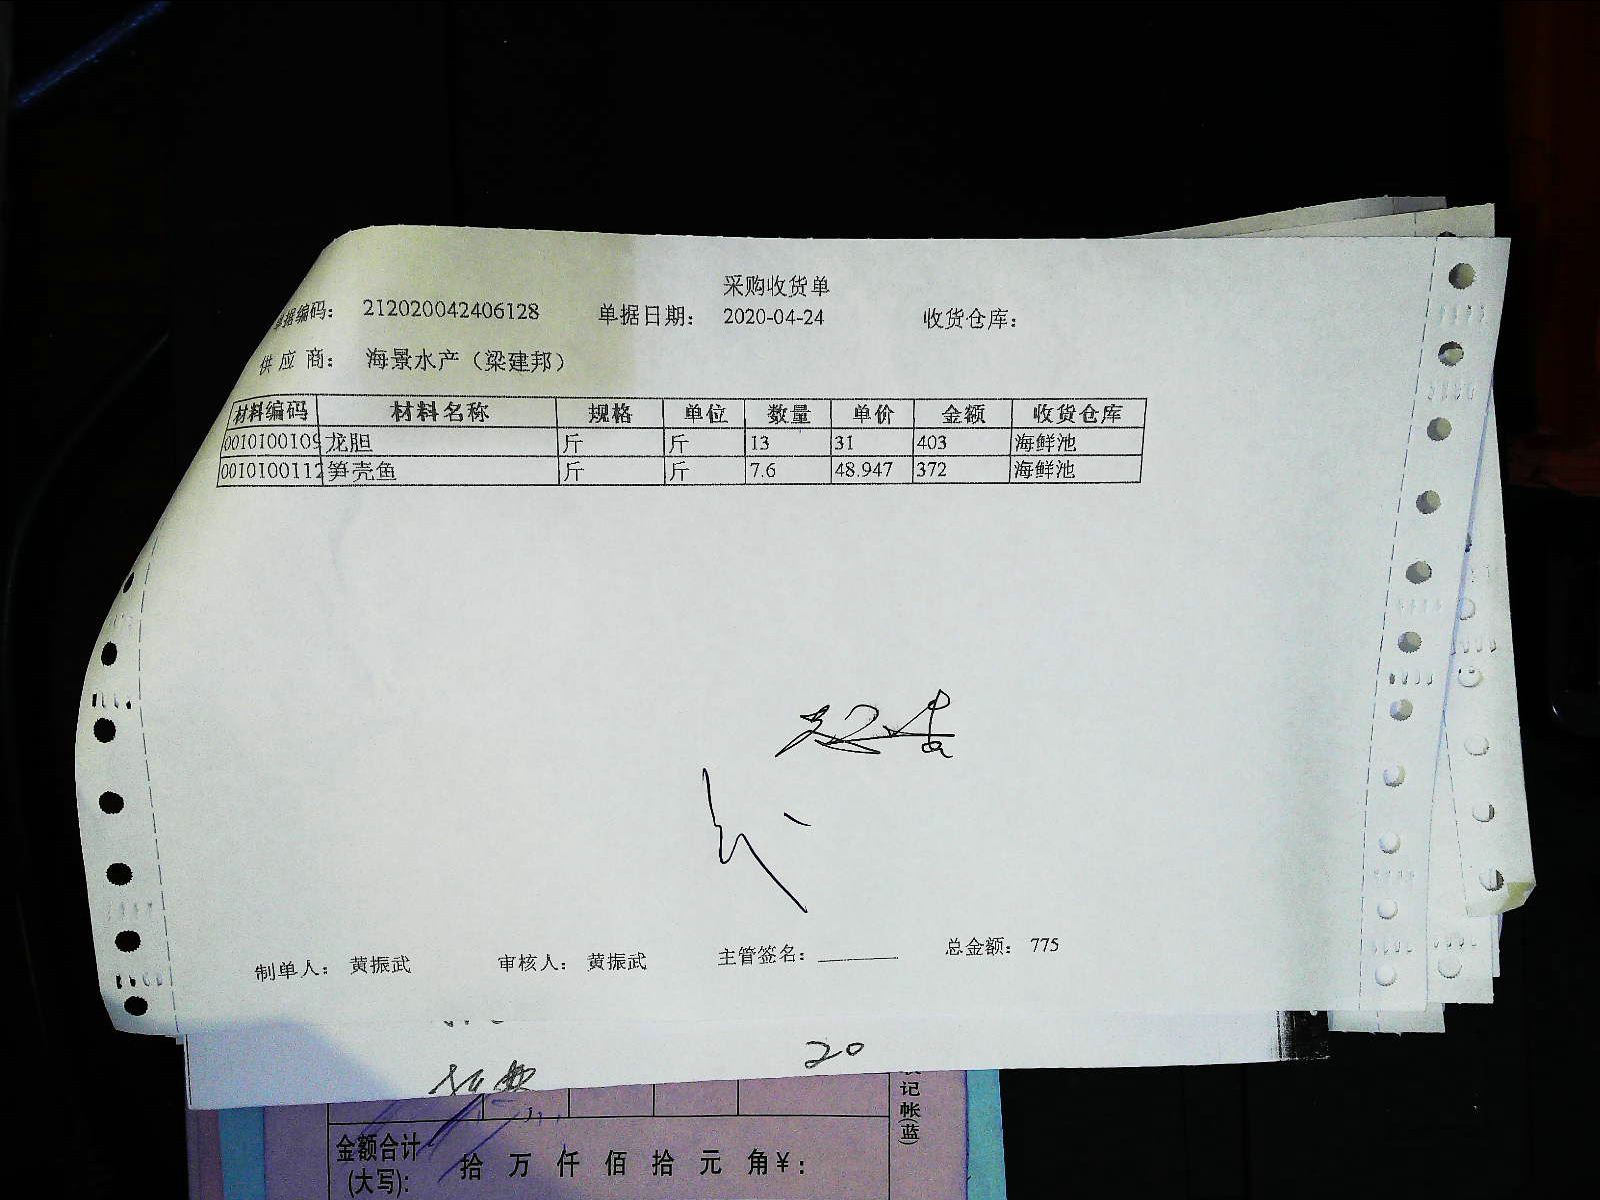 采购收货单
单据编码： 212020042406128 单据日期： 2020-04-24 收货仓库：
供应商： 海景水产（梁建邦）
材料编码 材料名称 规格 单位 数量 单价 金额 收货仓库
0010100109 龙胆 斤 斤 13 31 403 海鲜池
0010100112 笋壳鱼 斤 斤 7.6 48.947 372 海鲜池
制单人： 黄振武 审核人： 黄振武 主管签名： 总金额： 775
20
记帐(蓝)
金额合计
(大写): 拾 万 仟 佰 拾 元 角 ¥: